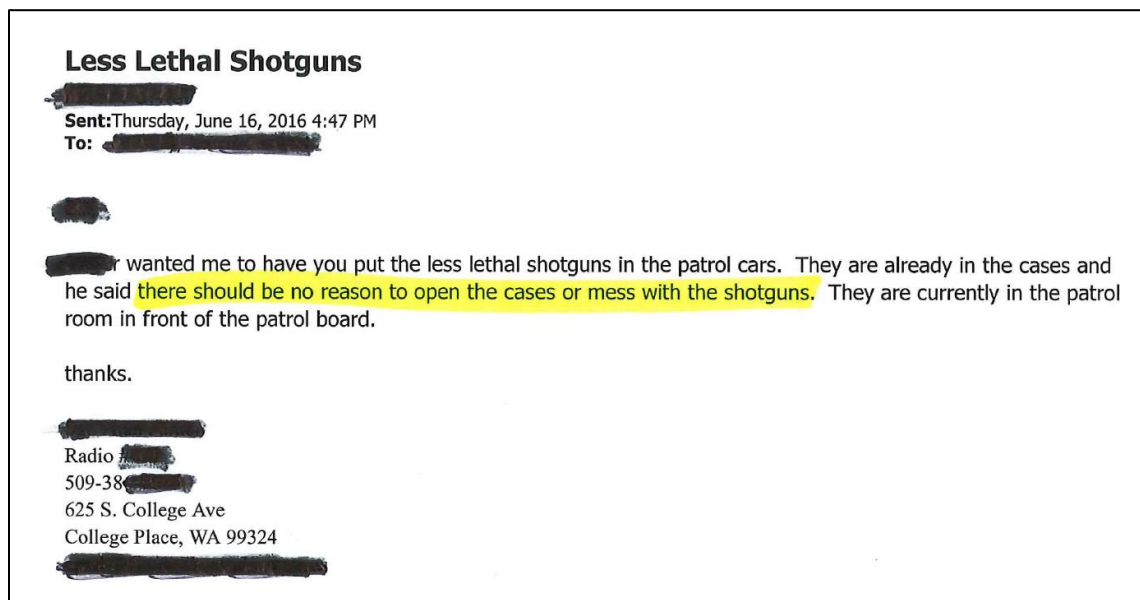 Less Lethal Shotguns
Sent:Thursday, June 16, 2016 4:47 PM
To:
r wanted me to have you put the less lethal shotguns in the patrol cars. They are already in the cases and
he said there should be no reason to open the cases or mess with the shotguns. They are currently in the patrol
room in front of the patrol board.
thanks.
Radio #
509-38
625 S. College Ave
College Place, WA 99324